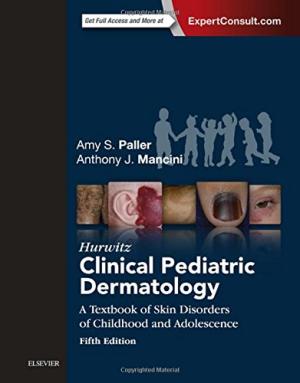 Get Full Access and More at
ExpertConsult.com
Amy S. Paller
Anthony J. Mancini
Hurwitz
Clinical Pediatric
Dermatology
A Textbook of Skin Disorders
of Childhood and Adolescence
Fifth Edition
ELSEVIER